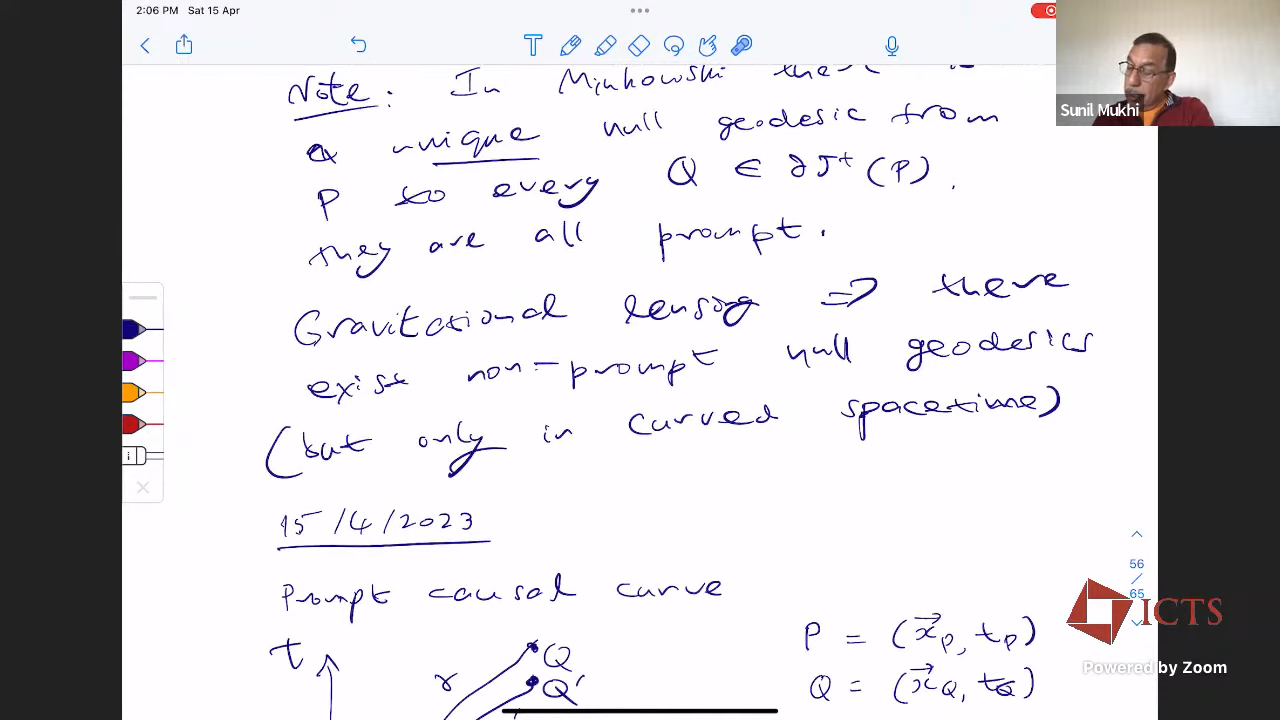 2:06 PM Sat 15 Apr
Sunil Mukhi
Note: In Minkowski there
a unique null geodesic from
P to every Q ∈ ∂J⁺(P).
they are all prompt.
Gravitational lensing ⇒ there
exist non-prompt null geodesics
(but only in curved spacetime)
15/4/2023
Prompt causal curve
t
Q
γ
Q'
P = (x⃗_P, t_P)
Q = (x⃗_Q, t_Q)
56
/
65
ICTS
Powered by Zoom